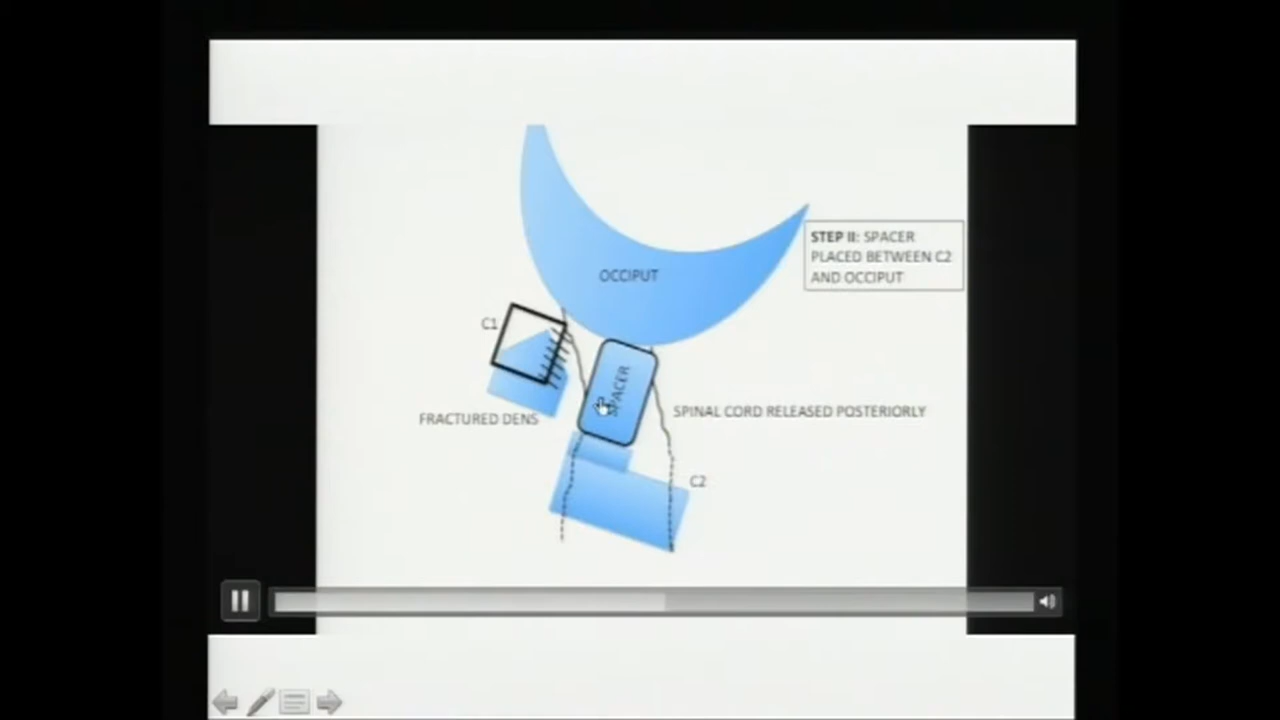 OCCIPUT
STEP II: SPACER
PLACED BETWEEN C2
AND OCCIPUT
C1
SPACER
FRACTURED DENS
SPINAL CORD RELEASED POSTERIORLY
C2